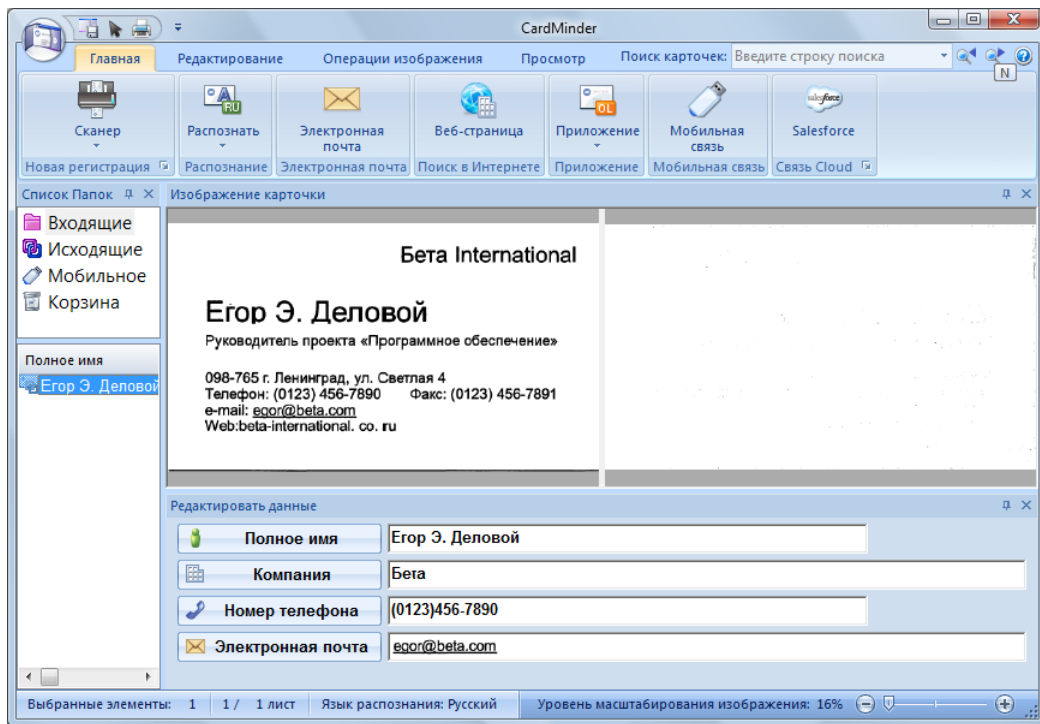 CardMinder
Главная Редактирование Операции изображения Просмотр Поиск карточек: Введите строку поиска
N
RU OL salesforce
Сканер Распознать Электронная почта Веб-страница Приложение Мобильная связь Salesforce
Новая регистрация Распознание Электронная почта Поиск в Интернете Приложение Мобильная связь Связь Cloud
Список Папок Изображение карточки
Входящие
Исходящие
Мобильное
Корзина
Полное имя
Егор Э. Деловой
Бета International
Егор Э. Деловой
Руководитель проекта «Программное обеспечение»
098-765 г. Ленинград, ул. Светлая 4
Телефон: (0123) 456-7890 Факс: (0123) 456-7891
e-mail: egor@beta.com
Web:beta-international. co. ru
Редактировать данные
Полное имя Егор Э. Деловой
Компания Бета
Номер телефона (0123)456-7890
Электронная почта egor@beta.com
Выбранные элементы: 1 1 / 1 лист Язык распознания: Русский Уровень масштабирования изображения: 16%